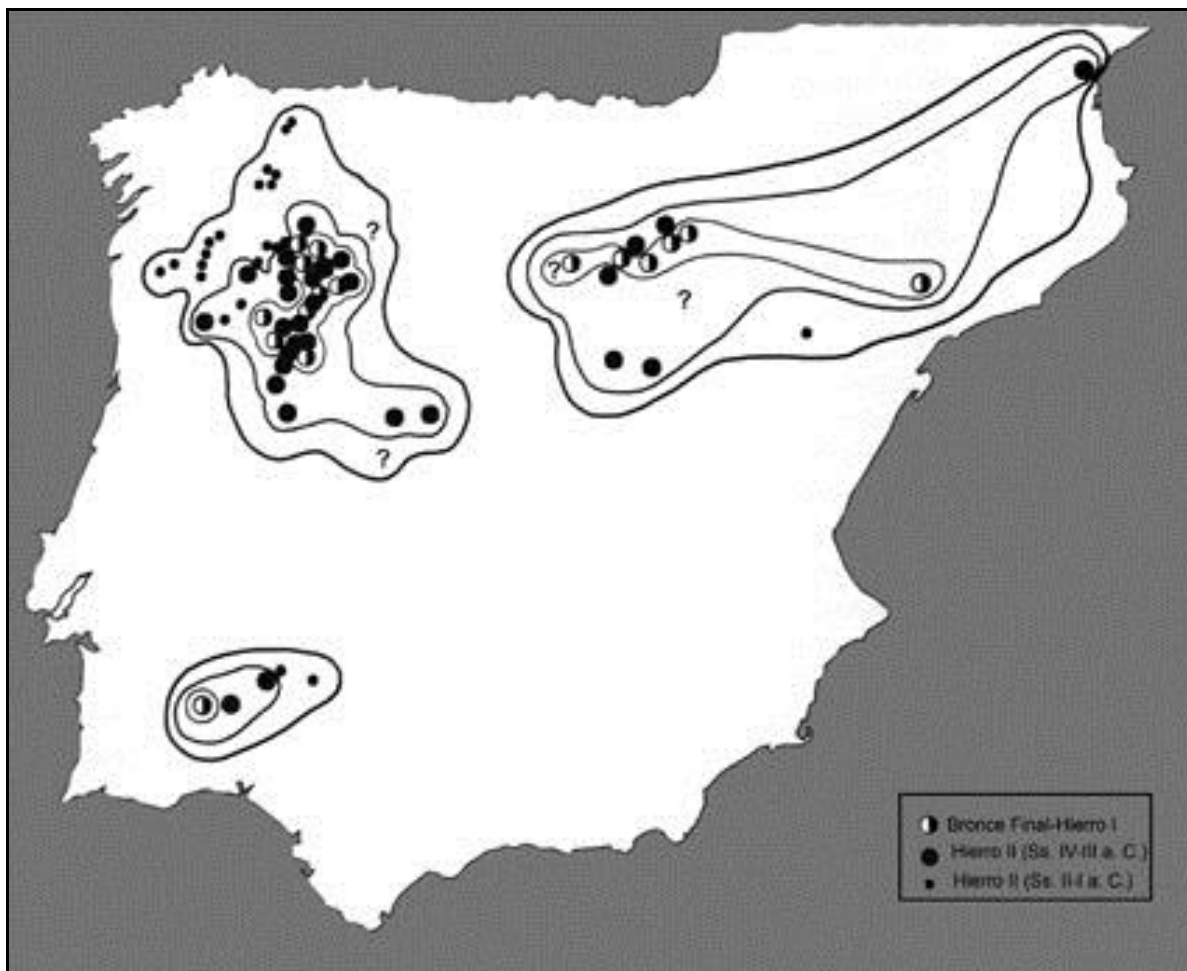 ?
?
?
?
Bronce Final-Hierro I
Hierro II (Ss. IV-III a. C.)
Hierro II (Ss. II-I a. C.)